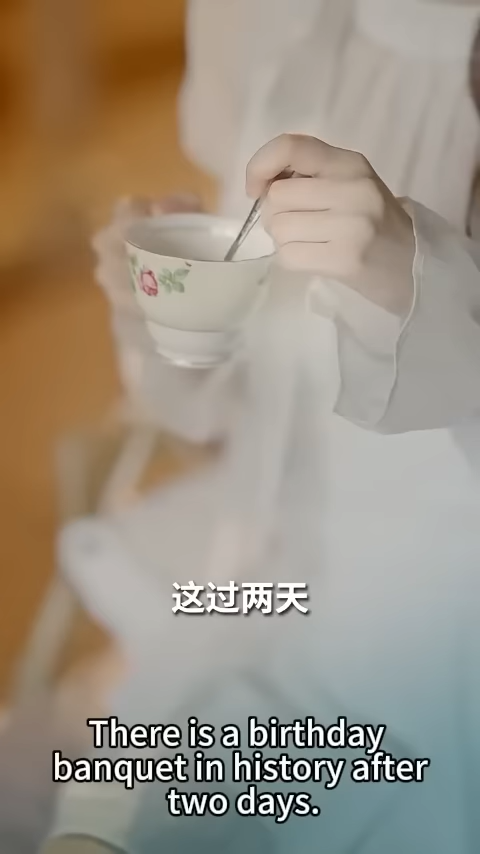 这过两天
There is a birthday
banquet in history after
two days.